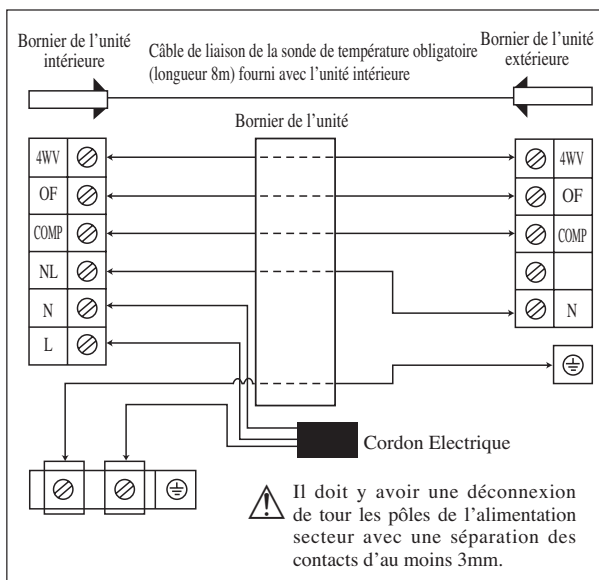 Bornier de l’unité
intérieure
Câble de liaison de la sonde de température obligatoire
(longueur 8m) fourni avec l’unité intérieure
Bornier de l’unité
extérieure
Bornier de l’unité
4WV
OF
COMP
NL
N
L
4WV
OF
COMP
N
Cordon Electrique
Il doit y avoir une déconnexion
de tour les pôles de l’alimentation
secteur avec une séparation des
contacts d’au moins 3mm.